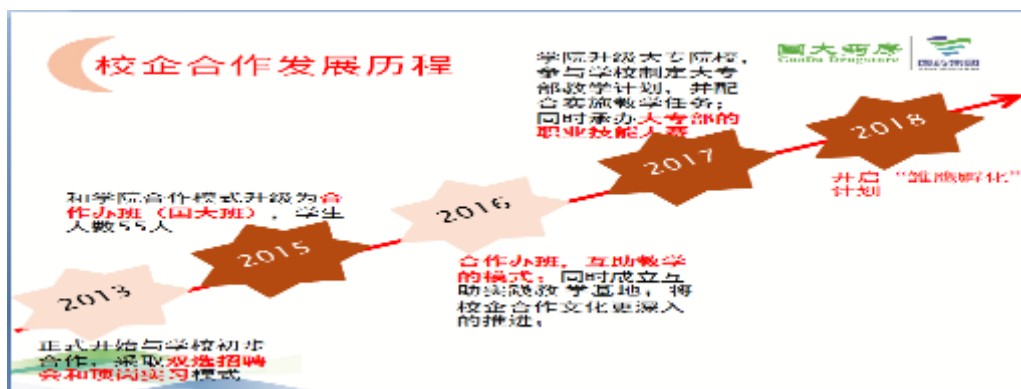 校企合作发展历程
国大药房
GuoDa Drugstore
国药集团
学院升级大专院校，
参与学校制定大专
部教学计划，并配
合实施教学任务；
同时承办大专部的
职业技能大赛
2018
2017
开启“雏鹰孵化”
计划
和学院合作模式升级为合
作办班（国大班），学生
人数55人
2016
2015
合作办班，互助教学
的模式；同时成立互
助实践教学基地，将
校企合作文化更深入
的推进；
2013
正式开始与学校初步
合作，采取双选招聘
会和顶岗实习模式